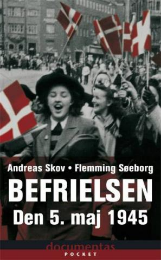 Andreas Skov • Flemming Søeborg
BEFRIELSEN
Den 5. maj 1945
documentas
POCKET